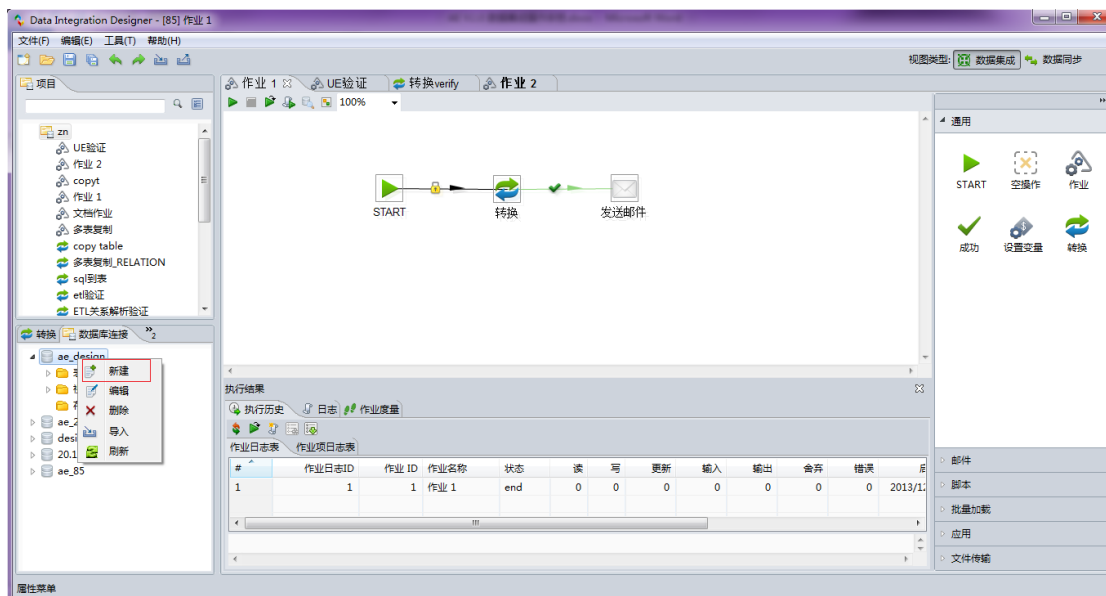 Data Integration Designer - [85] 作业 1
文件(F) 编辑(E) 工具(T) 帮助(H)
视图类型: 数据集成 数据同步
项目
zn
UE验证
作业 2
copyt
作业 1
文档作业
多表复制
copy table
多表复制_RELATION
sql到表
etl验证
ETL关系解析验证
转换 数据库连接 »2
ae_design
新建
编辑
删除
导入
刷新
ae_2
desi
20.1
ae_85
作业 1 UE验证 转换verify 作业 2
100%
START 转换 发送邮件
执行结果
执行历史 日志 作业度量
作业日志表 作业项日志表
# 作业日志ID 作业 ID 作业名称 状态 读 写 更新 输入 输出 舍弃 错误
1 1 1 作业 1 end 0 0 0 0 0 0 0 2013/12
通用
START 空操作 作业
成功 设置变量 转换
邮件
脚本
批量加载
应用
文件传输
属性菜单